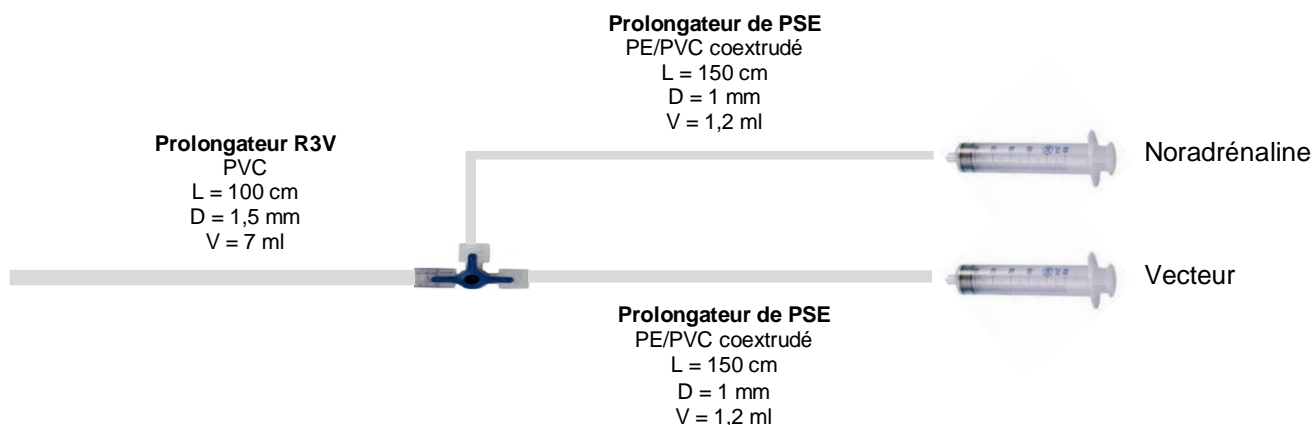 Prolongateur de PSE
PE/PVC coextrudé
L = 150 cm
D = 1 mm
V = 1,2 ml
Prolongateur R3V
PVC
L = 100 cm
D = 1,5 mm
V = 7 ml
Noradrénaline
Vecteur
Prolongateur de PSE
PE/PVC coextrudé
L = 150 cm
D = 1 mm
V = 1,2 ml